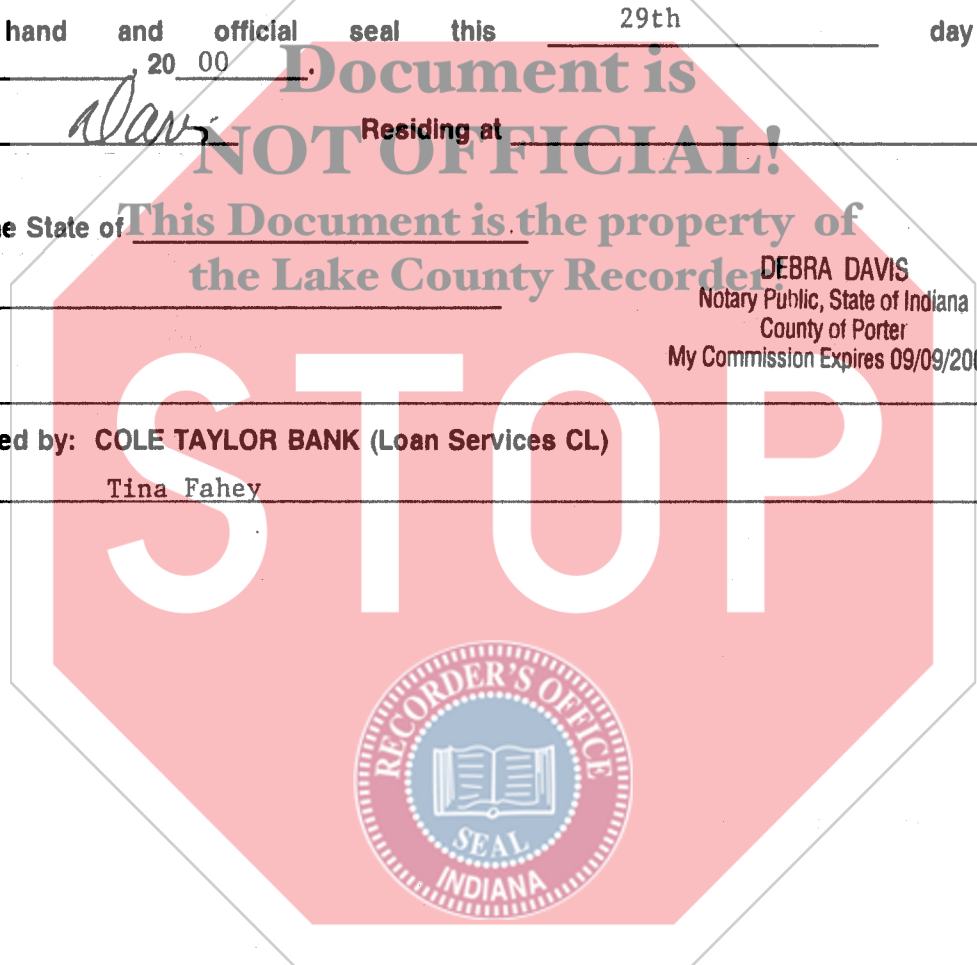 hand and official seal this 29th day
, 20 00 .
Document is
Davis Residing at
NOT OFFICIAL!
e State of
This Document is the property of
the Lake County Recorder!
DEBRA DAVIS
Notary Public, State of Indiana
County of Porter
My Commission Expires 09/09/200
ed by: COLE TAYLOR BANK (Loan Services CL)
Tina Fahey
STOP
RECORDER'S OFFICE
SEAL
INDIANA